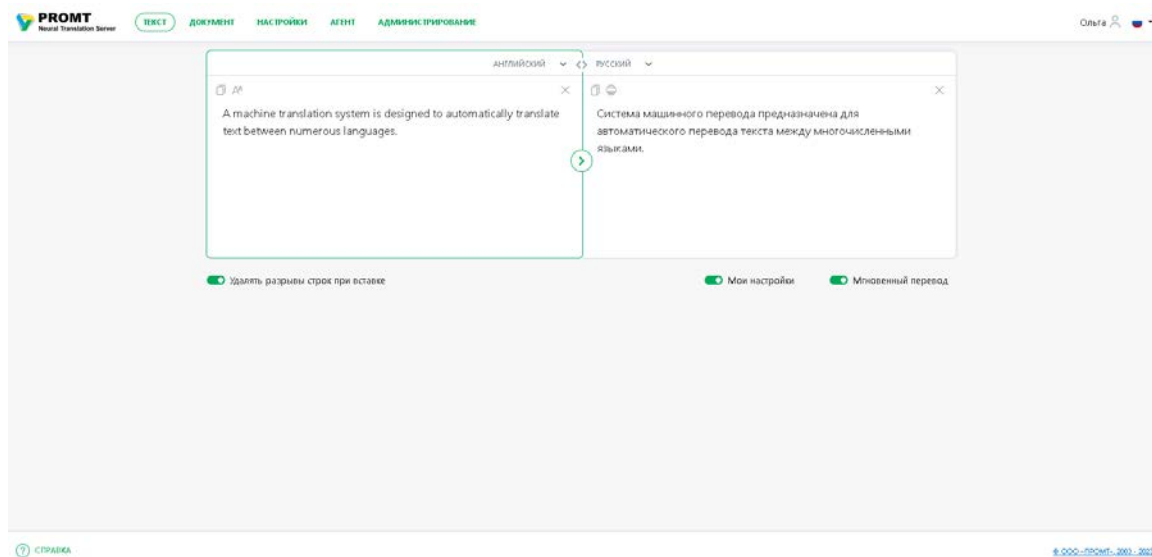 PROMT
Neural Translation Server
ТЕКСТ ДОКУМЕНТ НАСТРОЙКИ АГЕНТ АДМИНИСТРИРОВАНИЕ
Ольга
АНГЛИЙСКИЙ РУССКИЙ
A machine translation system is designed to automatically translate
text between numerous languages.
Система машинного перевода предназначена для
автоматического перевода текста между многочисленными
языками.
Удалять разрывы строк при вставке
Мои настройки Мгновенный перевод
СПРАВКА
© ООО «ПРОМТ», 2003 -